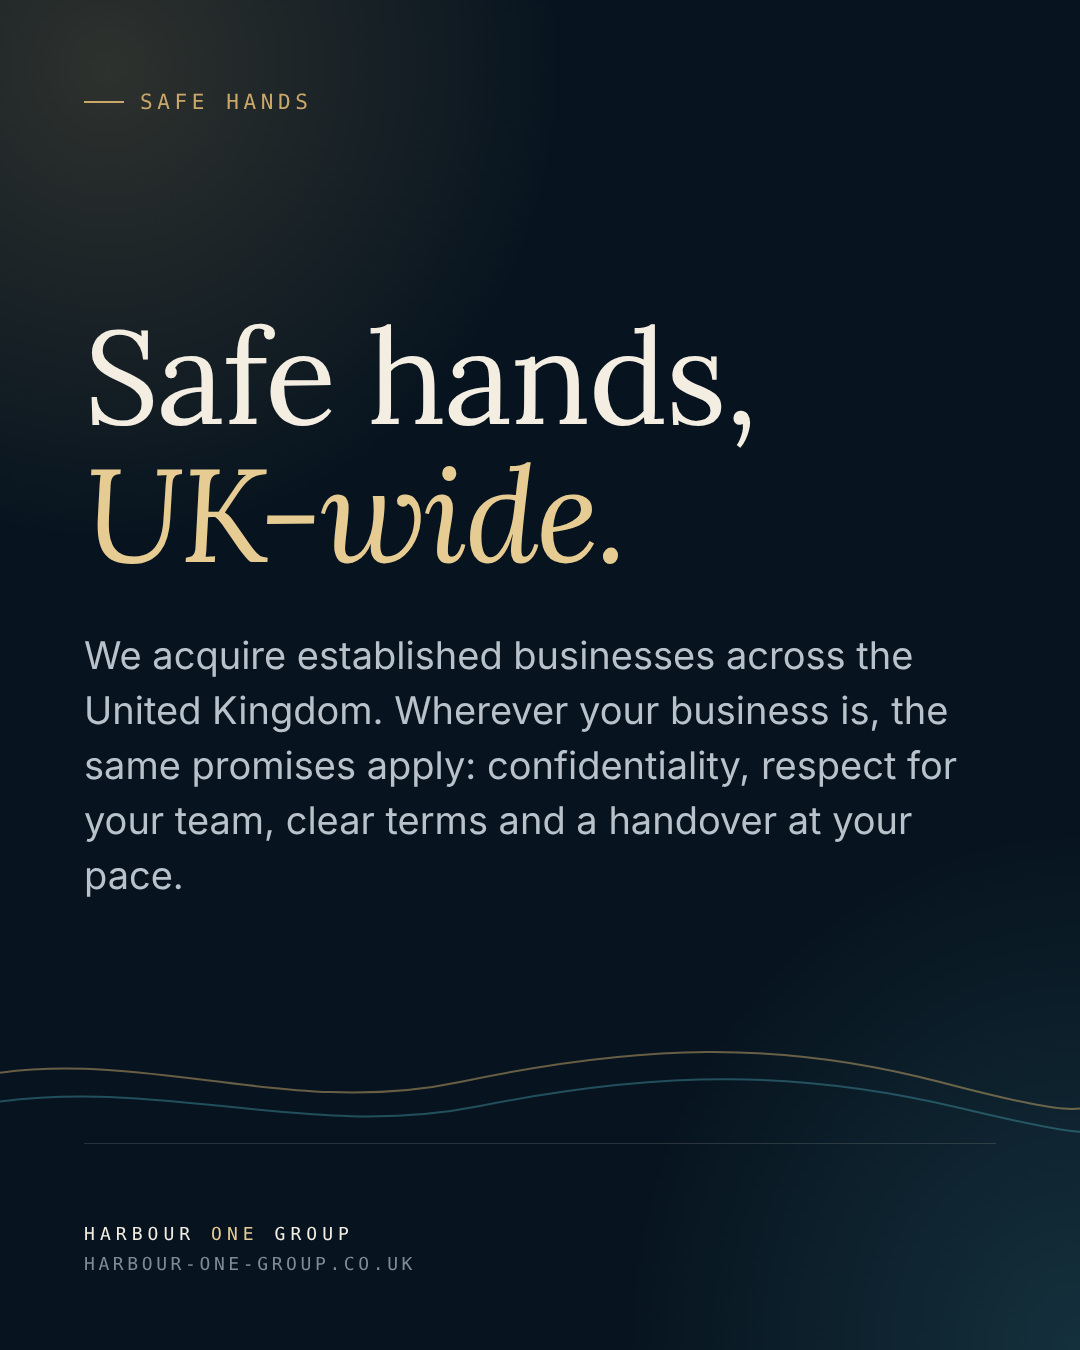 SAFE HANDS
Safe hands,
UK-wide.
We acquire established businesses across the
United Kingdom. Wherever your business is, the
same promises apply: confidentiality, respect for
your team, clear terms and a handover at your
pace.
HARBOUR ONE GROUP
HARBOUR-ONE-GROUP.CO.UK